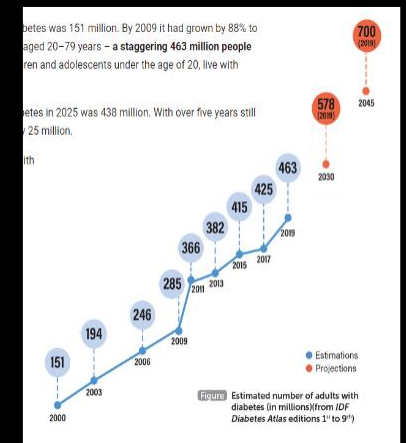 betes was 151 million. By 2009 it had grown by 88% to
aged 20–79 years – a staggering 463 million people
ren and adolescents under the age of 20, live with
etes in 2025 was 438 million. With over five years still
25 million.
ith
700
(2019)
2045
578
(2019)
2030
463
2019
425
2017
415
2015
382
2013
366
2011
285
2009
246
2006
194
2003
151
2000
Estimations
Projections
Figure Estimated number of adults with
diabetes (in millions)(from IDF
Diabetes Atlas editions 1st to 9th)